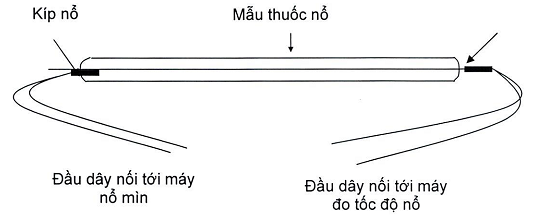 Kíp nổ
Mẫu thuốc nổ
Đầu dây nối tới máy
nổ mìn
Đầu dây nối tới máy
đo tốc độ nổ